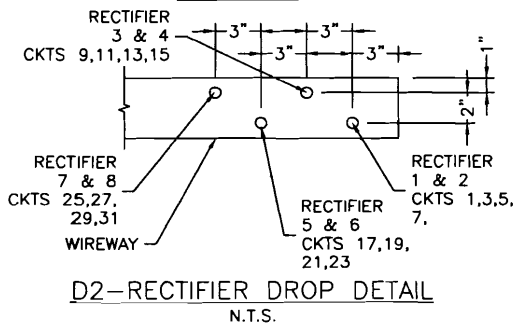 RECTIFIER
3 & 4
CKTS 9,11,13,15
3"
3"
3"
3"
1"
2"
RECTIFIER
7 & 8
CKTS 25,27,
29,31
WIREWAY
RECTIFIER
5 & 6
CKTS 17,19,
21,23
RECTIFIER
1 & 2
CKTS 1,3,5,
7,
D2-RECTIFIER DROP DETAIL
N.T.S.